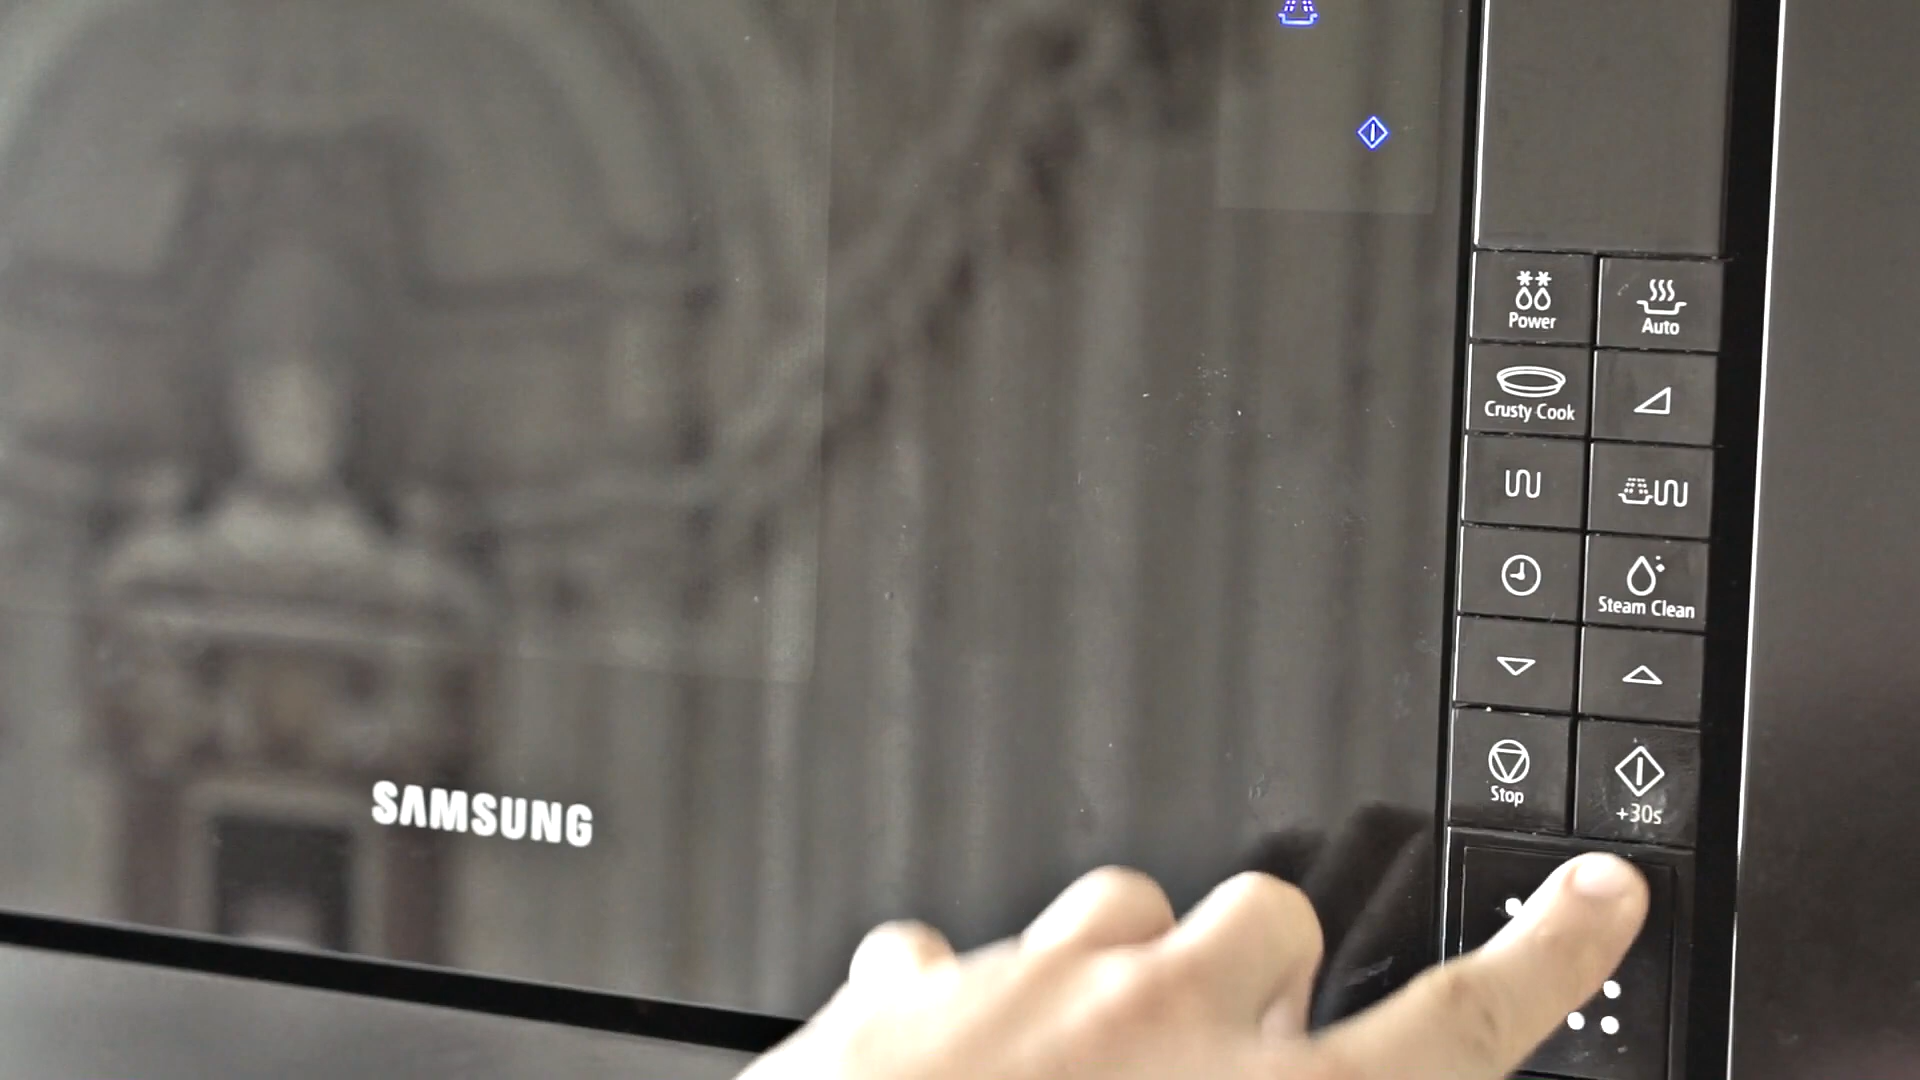 Power
Auto
Crusty Cook
Steam Clean
Stop
+30s
SAMSUNG